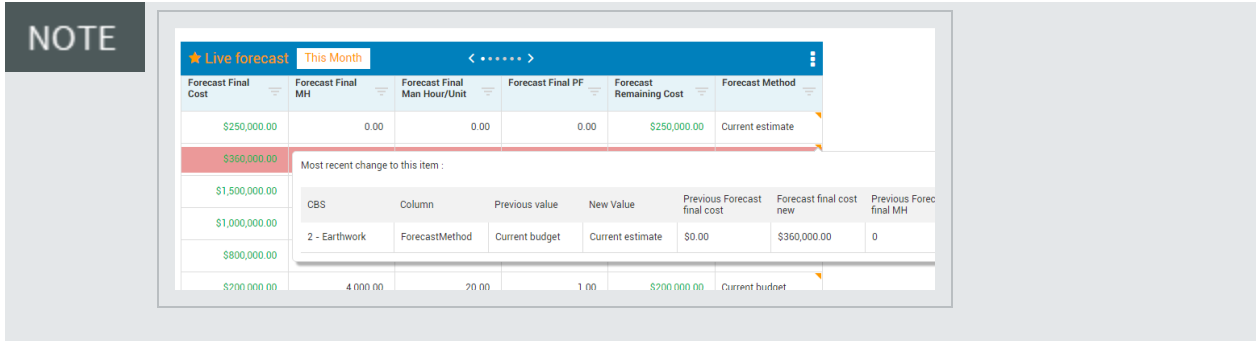 NOTE
Live forecast This Month
Forecast Final Cost Forecast Final MH Forecast Final Man Hour/Unit Forecast Final PF Forecast Remaining Cost Forecast Method
$250,000.00 0.00 0.00 0.00 $250,000.00 Current estimate
$360,000.00
Most recent change to this item :
$1,500,000.00
CBS Column Previous value New Value Previous Forecast final cost Forecast final cost new Previous final MH
$1,000,000.00
2 - Earthwork ForecastMethod Current budget Current estimate $0.00 $360,000.00 0
$800,000.00
$200,000.00 4,000.00 20.00 1.00 $200,000.00 Current budget